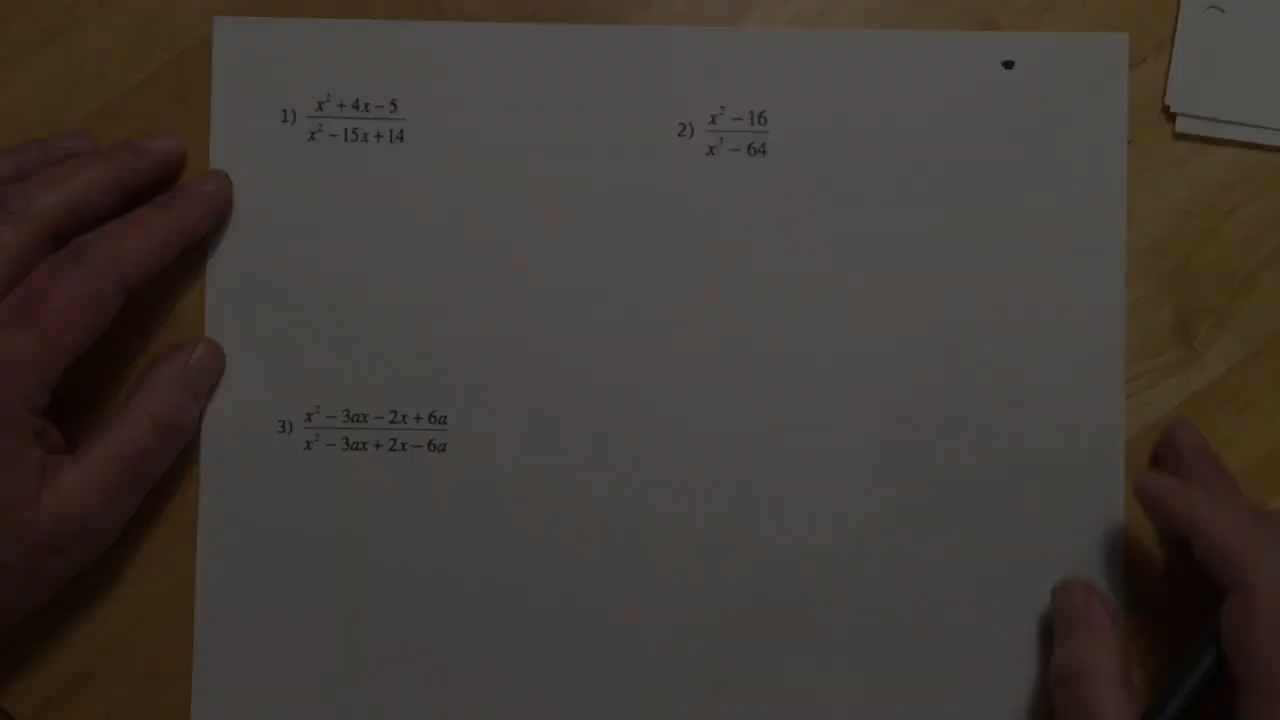 1) x² + 4x − 5 / x² − 15x + 14
2) x² − 16 / x³ − 64
3) x² − 3ax − 2x + 6a / x² − 3ax + 2x − 6a